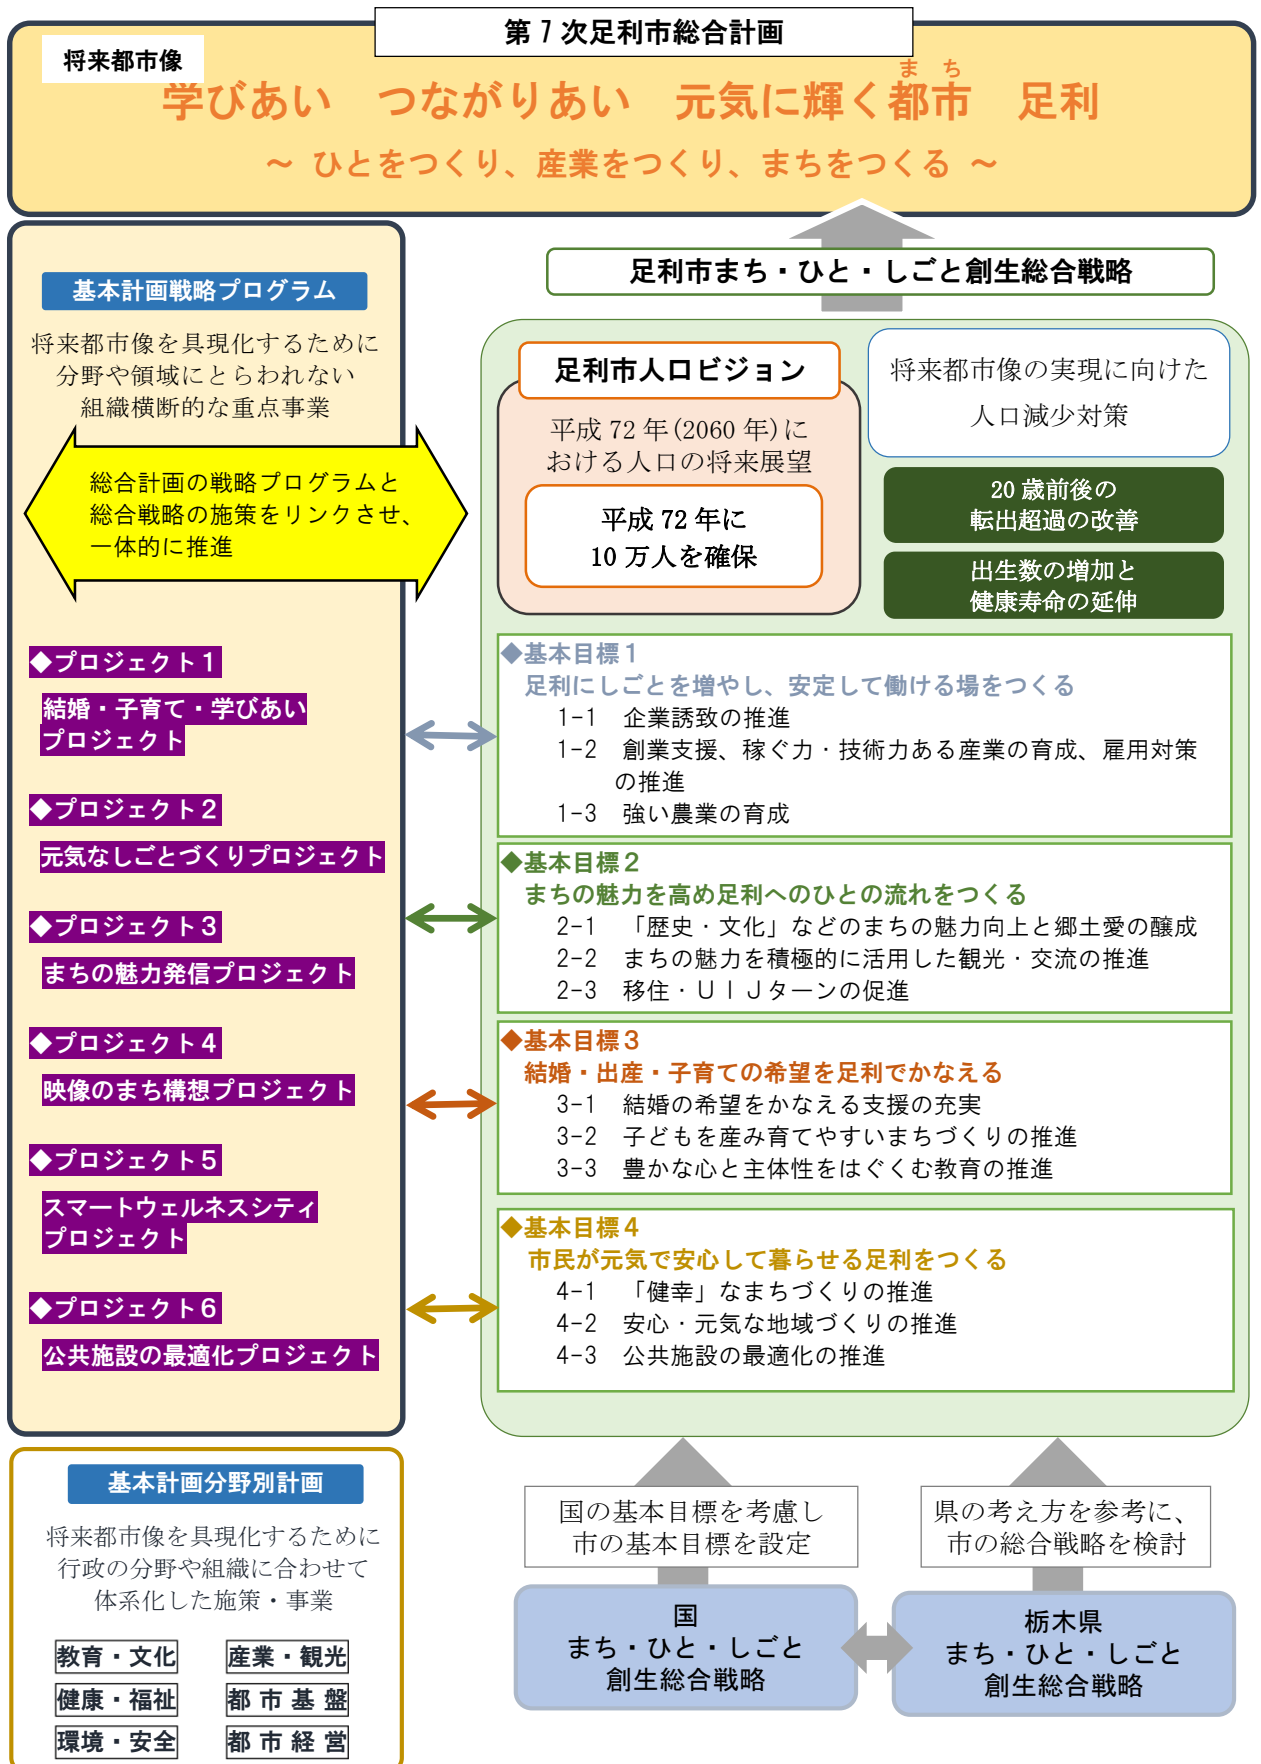 第7次足利市総合計画
将来都市像
まち
学びあい　つながりあい　元気に輝く都市　足利
～ ひとをつくり、産業をつくり、まちをつくる ～
基本計画戦略プログラム
将来都市像を具現化するために
分野や領域にとらわれない
組織横断的な重点事業
総合計画の戦略プログラムと
総合戦略の施策をリンクさせ、
一体的に推進
◆プロジェクト1
結婚・子育て・学びあい
プロジェクト
◆プロジェクト2
元気なしごとづくりプロジェクト
◆プロジェクト3
まちの魅力発信プロジェクト
◆プロジェクト4
映像のまち構想プロジェクト
◆プロジェクト5
スマートウェルネスシティ
プロジェクト
◆プロジェクト6
公共施設の最適化プロジェクト
基本計画分野別計画
将来都市像を具現化するために
行政の分野や組織に合わせて
体系化した施策・事業
教育・文化　産業・観光
健康・福祉　都市基盤
環境・安全　都市経営
足利市まち・ひと・しごと創生総合戦略
足利市人口ビジョン
平成72年(2060年)に
おける人口の将来展望
平成72年に
10万人を確保
将来都市像の実現に向けた
人口減少対策
20歳前後の
転出超過の改善
出生数の増加と
健康寿命の延伸
◆基本目標1
足利にしごとを増やし、安定して働ける場をつくる
1-1　企業誘致の推進
1-2　創業支援、稼ぐ力・技術力ある産業の育成、雇用対策
の推進
1-3　強い農業の育成
◆基本目標2
まちの魅力を高め足利へのひとの流れをつくる
2-1　「歴史・文化」などのまちの魅力向上と郷土愛の醸成
2-2　まちの魅力を積極的に活用した観光・交流の推進
2-3　移住・UIJターンの促進
◆基本目標3
結婚・出産・子育ての希望を足利でかなえる
3-1　結婚の希望をかなえる支援の充実
3-2　子どもを産み育てやすいまちづくりの推進
3-3　豊かな心と主体性をはぐくむ教育の推進
◆基本目標4
市民が元気で安心して暮らせる足利をつくる
4-1　「健幸」なまちづくりの推進
4-2　安心・元気な地域づくりの推進
4-3　公共施設の最適化の推進
国の基本目標を考慮し
市の基本目標を設定
県の考え方を参考に、
市の総合戦略を検討
国
まち・ひと・しごと
創生総合戦略
栃木県
まち・ひと・しごと
創生総合戦略